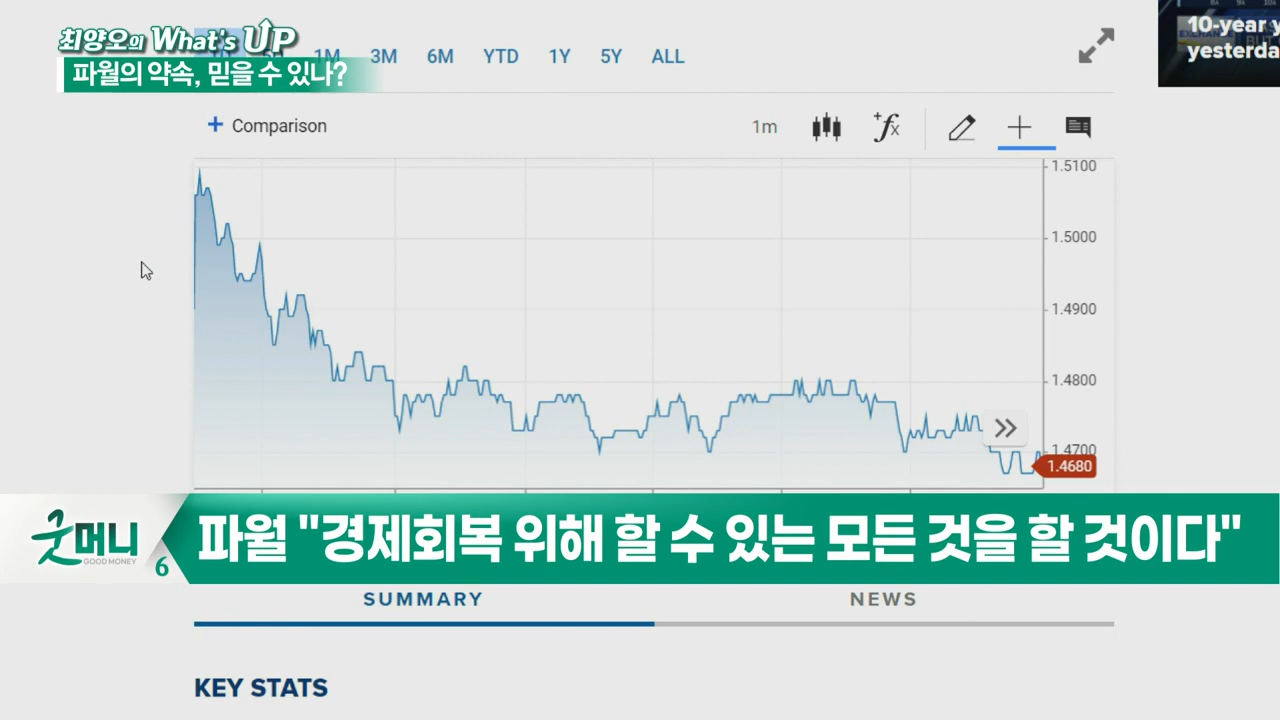 최양오의 What's UP
파월의 약속, 믿을 수 있나?
1M 3M 6M YTD 1Y 5Y ALL
10-year y
yesterda
+ Comparison
1m
1.5100
1.5000
1.4900
1.4800
1.4700
1.4680
굿머니
GOOD MONEY
6
파월 "경제회복 위해 할 수 있는 모든 것을 할 것이다"
SUMMARY
NEWS
KEY STATS